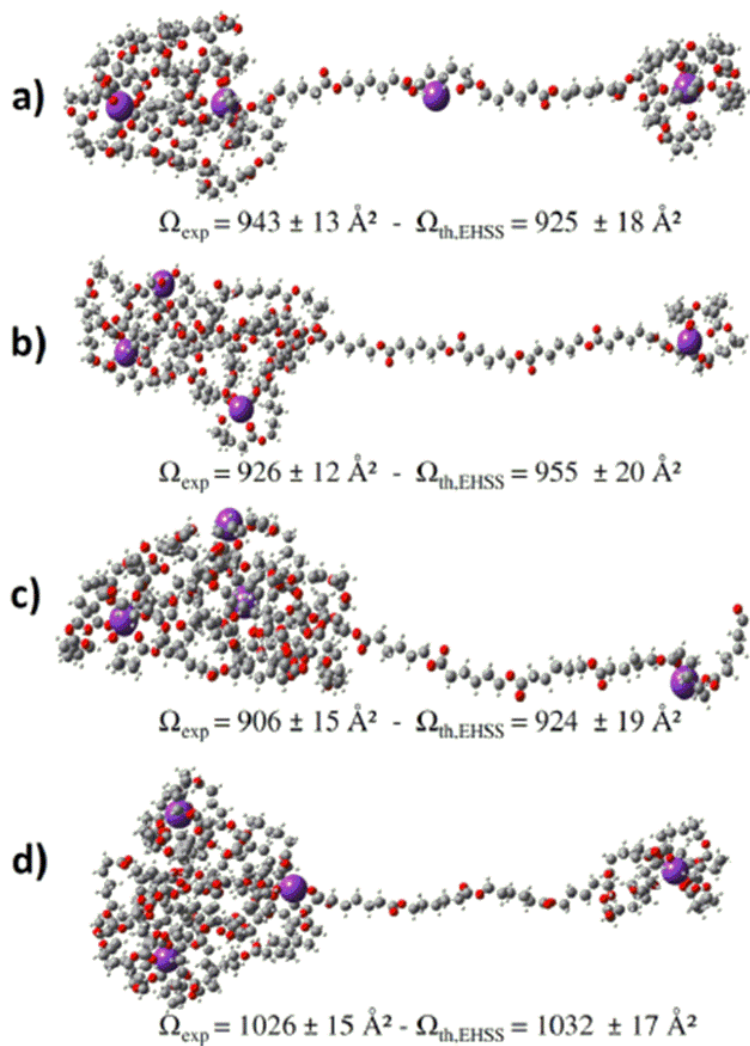 a)
Ωexp = 943 ± 13 Å² - Ωth,EHSS = 925 ± 18 Å²
b)
Ωexp = 926 ± 12 Å² - Ωth,EHSS = 955 ± 20 Å²
c)
Ωexp = 906 ± 15 Å² - Ωth,EHSS = 924 ± 19 Å²
d)
Ωexp = 1026 ± 15 Å² - Ωth,EHSS = 1032 ± 17 Å²